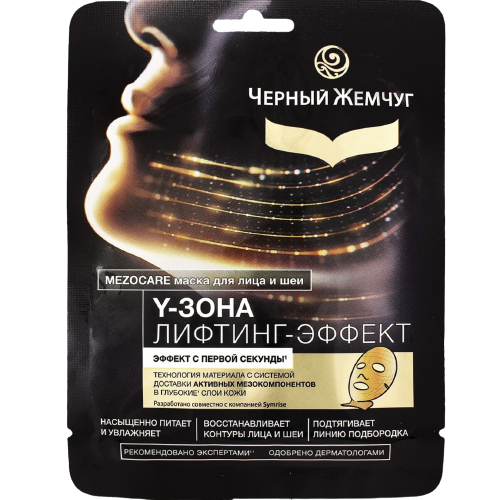 ЧЕРНЫЙ ЖЕМЧУГ
MEZOCARE маска для лица и шеи
Y-ЗОНА
ЛИФТИНГ-ЭФФЕКТ
ЭФФЕКТ С ПЕРВОЙ СЕКУНДЫ¹
ТЕХНОЛОГИЯ МАТЕРИАЛА С СИСТЕМОЙ
ДОСТАВКИ АКТИВНЫХ МЕЗОКОМПОНЕНТОВ
В ГЛУБОКИЕ* СЛОИ КОЖИ
Разработано совместно с компанией Symrise
НАСЫЩЕННО ПИТАЕТ
И УВЛАЖНЯЕТ
ВОССТАНАВЛИВАЕТ
КОНТУРЫ ЛИЦА И ШЕИ
ПОДТЯГИВАЕТ
ЛИНИЮ ПОДБОРОДКА
РЕКОМЕНДОВАНО ЭКСПЕРТАМИ** ОДОБРЕНО ДЕРМАТОЛОГАМИ